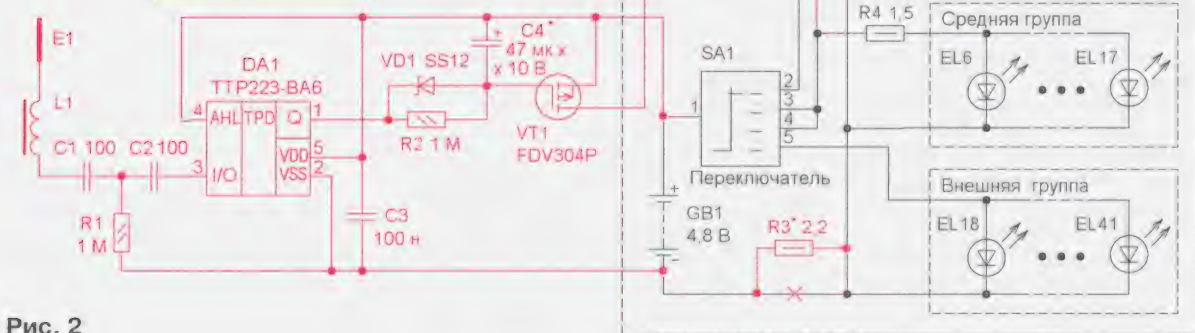 E1
L1
C1 100
C2 100
R1
1 М
DA1
TTP223-BA6
4
AHL
TPD
Q
1
VDD
5
VSS
2
3
I/O
C3
100 н
VD1 SS12
R2 1 М
C4*
47 мк х
х 10 В
+
VT1
FDV304P
SA1
1
2
3
4
5
Переключатель
+
GB1
4,8 В
-
R3* 2,2
R4 1,5
Средняя группа
EL6
EL17
Внешняя группа
EL18
EL41
Рис. 2